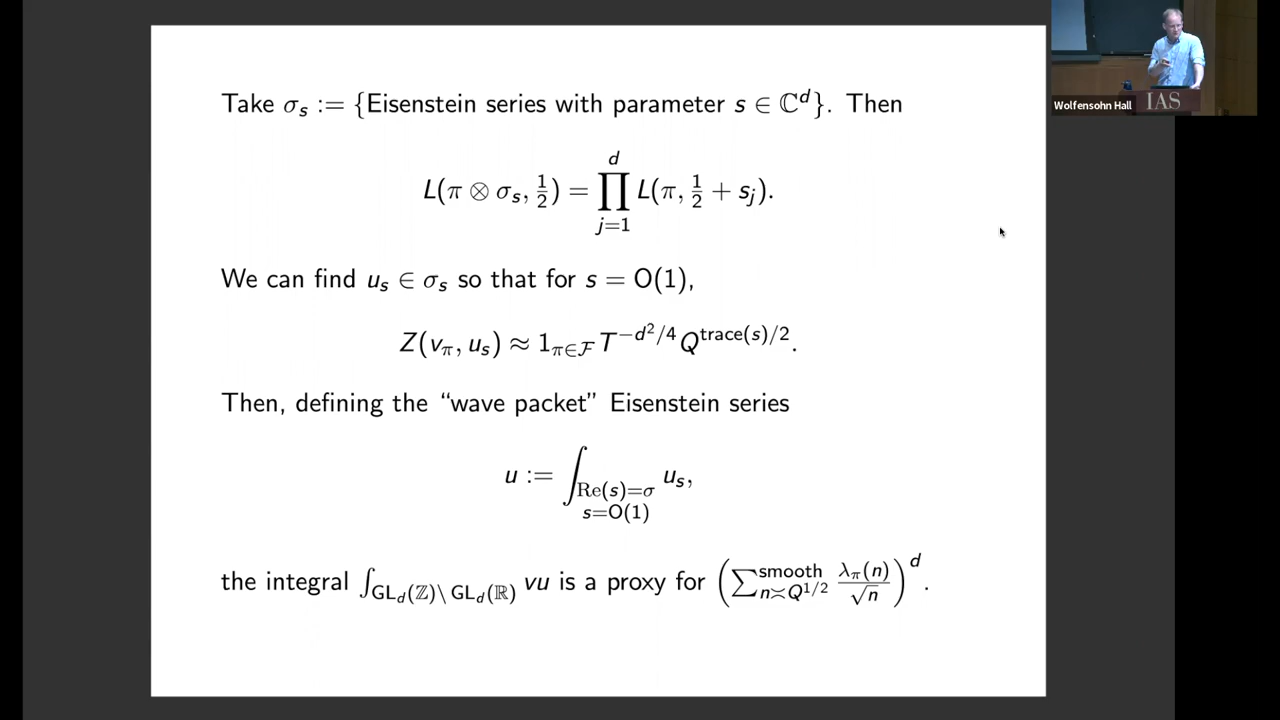 Take σ_s := {Eisenstein series with parameter s ∈ ℂ^d}. Then
L(π ⊗ σ_s, 1/2) = ∏_{j=1}^{d} L(π, 1/2 + s_j).
We can find u_s ∈ σ_s so that for s = O(1),
Z(v_π, u_s) ≈ 1_{π∈ℱ} T^{−d²/4} Q^{trace(s)/2}.
Then, defining the “wave packet” Eisenstein series
u := ∫_{Re(s)=σ, s=O(1)} u_s,
the integral ∫_{GL_d(ℤ)\ GL_d(ℝ)} vu is a proxy for (∑_{n≍Q^{1/2}}^{smooth} λ_π(n)/√n)^d.
Wolfensohn Hall
IAS